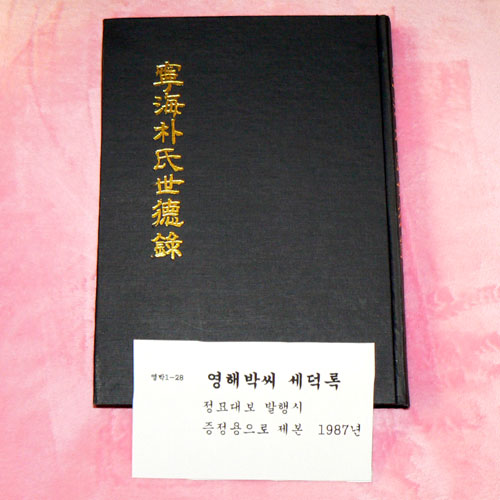 寧海朴氏世德錄
영박1-28
영해박씨 세덕록
정묘대보 발행시
증정용으로 제본 1987년